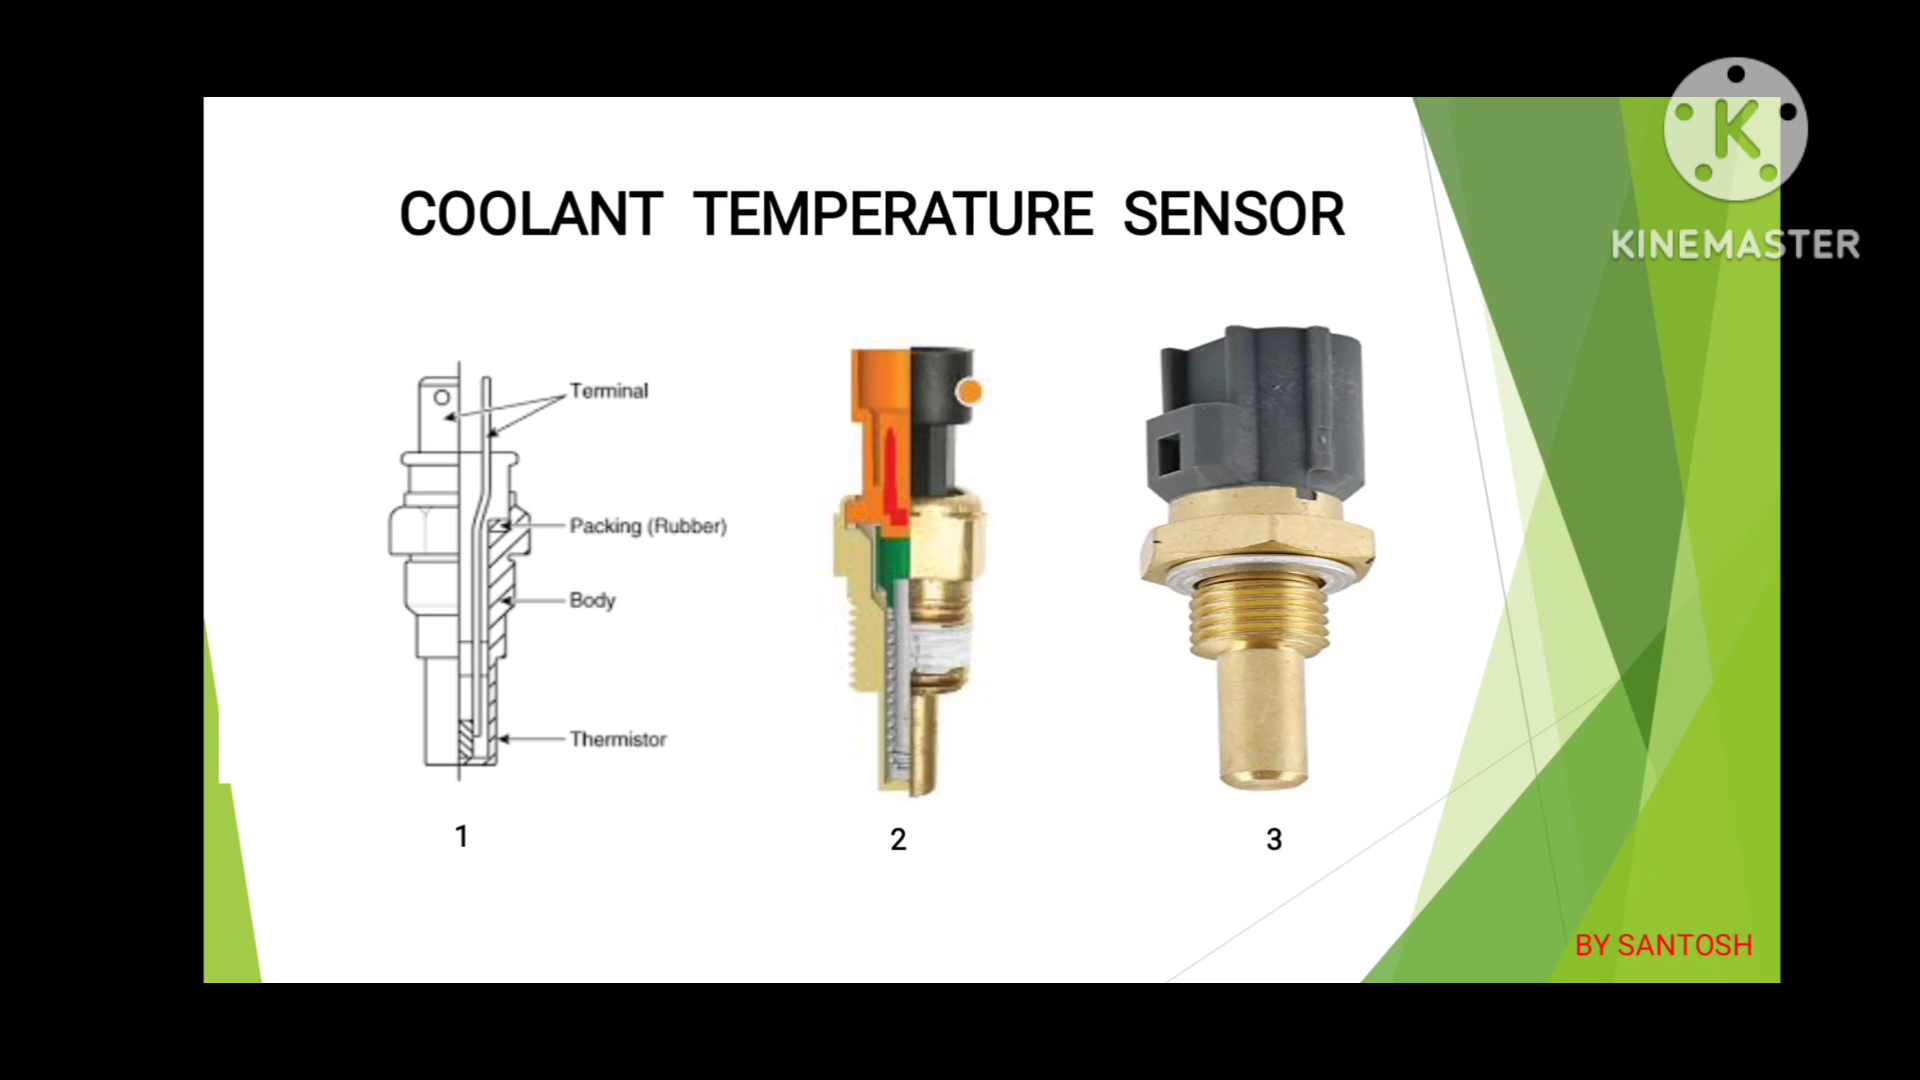 K
KINEMASTER
COOLANT TEMPERATURE SENSOR
Terminal
Packing (Rubber)
Body
Thermistor
1
2
3
BY SANTOSH